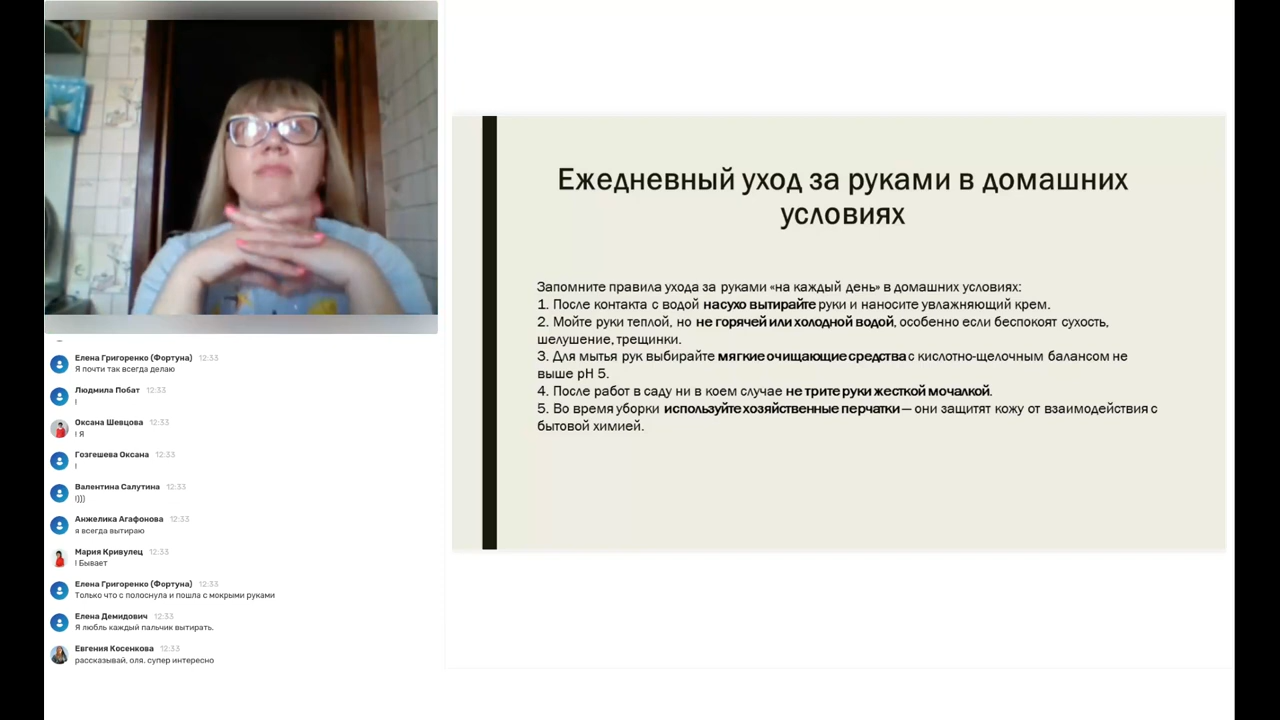 Елена Григоренко (Фортуна) 12:33
Я почти так всегда делаю
Людмила Побат 12:33
!
Оксана Шевцова 12:33
! Я
Гозгешева Оксана 12:33
!
Валентина Салутина 12:33
!)))
Анжелика Агафонова 12:33
я всегда вытираю
Мария Кривулец 12:33
! Бывает
Елена Григоренко (Фортуна) 12:33
Только что с полоснула и пошла с мокрыми руками
Елена Демидович 12:33
Я любль каждый пальчик вытирать.
Евгения Косенкова 12:33
рассказывай, оля. супер интересно
Ежедневный уход за руками в домашних
условиях
Запомните правила ухода за руками «на каждый день» в домашних условиях:
1. После контакта с водой насухо вытирайте руки и наносите увлажняющий крем.
2. Мойте руки теплой, но не горячей или холодной водой, особенно если беспокоят сухость,
шелушение, трещинки.
3. Для мытья рук выбирайте мягкие очищающие средства с кислотно-щелочным балансом не
выше pH 5.
4. После работ в саду ни в коем случае не трите руки жесткой мочалкой.
5. Во время уборки используйте хозяйственные перчатки — они защитят кожу от взаимодействия с
бытовой химией.